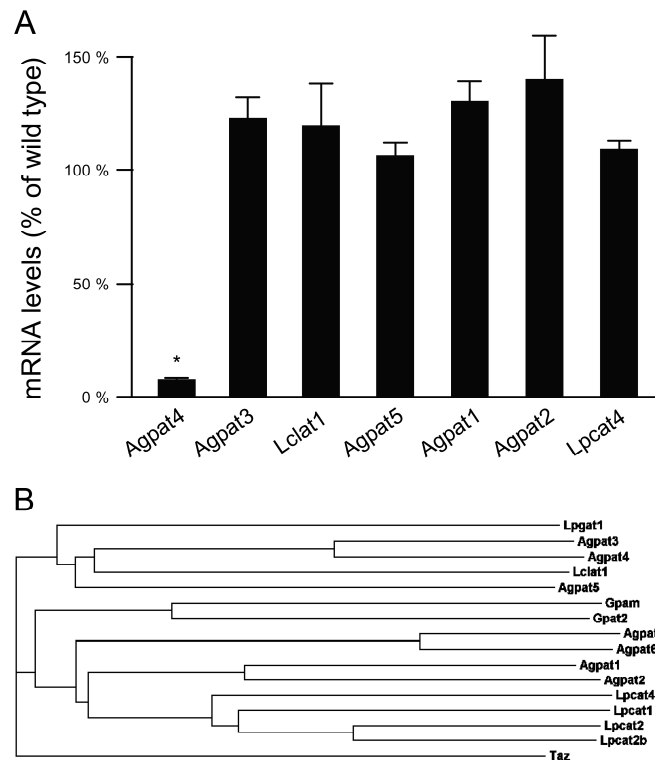 A
mRNA levels (% of wild type)
150 %
100 %
50 %
0 %
*
Agpat4
Agpat3
Lclat1
Agpat5
Agpat1
Agpat2
Lpcat4
B
Lpgat1
Agpat3
Agpat4
Lclat1
Agpat5
Gpam
Gpat2
Agpat
Agpat6
Agpat1
Agpat2
Lpcat4
Lpcat1
Lpcat2
Lpcat2b
Taz